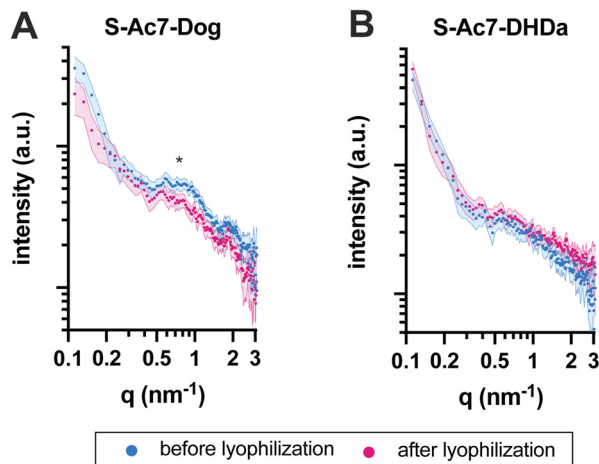 A
S-Ac7-Dog
intensity (a.u.)
*
0.1 0.2 0.5 1 2 3
q (nm⁻¹)
B
S-Ac7-DHDa
intensity (a.u.)
0.1 0.2 0.5 1 2 3
q (nm⁻¹)
before lyophilization after lyophilization